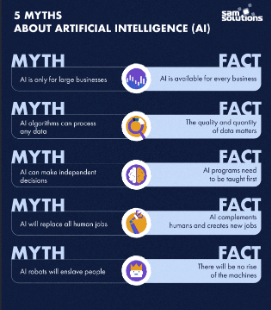 5 MYTHS
ABOUT ARTIFICIAL INTELLIGENCE (AI)
sam
solutions
MYTH
AI is only for large businesses
FACT
AI is available for every business
MYTH
AI algorithms can process
any data
FACT
The quality and quantity
of data matters
MYTH
AI can make independent
decisions
FACT
AI programs need
to be taught first
MYTH
AI will replace all human jobs
FACT
AI complements
humans and creates new jobs
MYTH
AI robots will enslave people
FACT
There will be no rise
of the machines